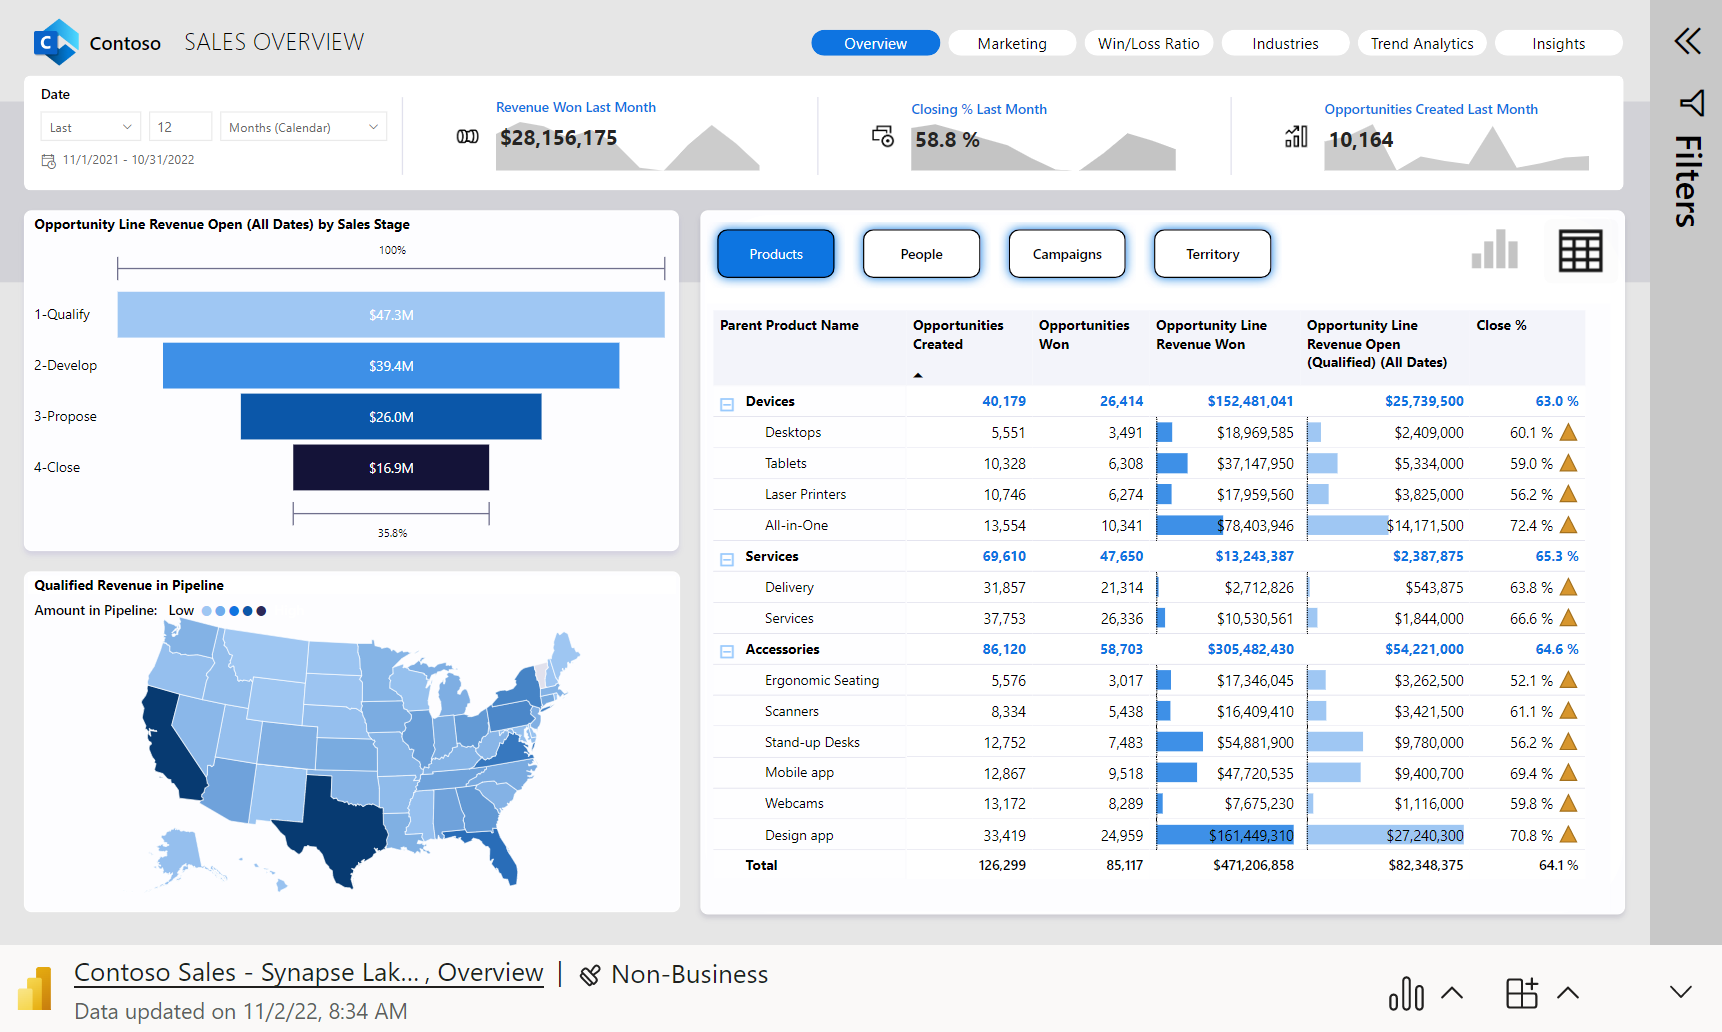 Contoso SALES OVERVIEW
Overview Marketing Win/Loss Ratio Industries Trend Analytics Insights
Filters
Date
Last 12 Months (Calendar)
11/1/2021 - 10/31/2022
Revenue Won Last Month
$28,156,175
Closing % Last Month
58.8 %
Opportunities Created Last Month
10,164
Opportunity Line Revenue Open (All Dates) by Sales Stage
100%
1-Qualify $47.3M
2-Develop $39.4M
3-Propose $26.0M
4-Close $16.9M
35.8%
Qualified Revenue in Pipeline
Amount in Pipeline: Low
Products People Campaigns Territory
Parent Product Name Opportunities Created Opportunities Won Opportunity Line Revenue Won Opportunity Line Revenue Open (Qualified) (All Dates) Close %
Devices 40,179 26,414 $152,481,041 $25,739,500 63.0 %
Desktops 5,551 3,491 $18,969,585 $2,409,000 60.1 %
Tablets 10,328 6,308 $37,147,950 $5,334,000 59.0 %
Laser Printers 10,746 6,274 $17,959,560 $3,825,000 56.2 %
All-in-One 13,554 10,341 $78,403,946 $14,171,500 72.4 %
Services 69,610 47,650 $13,243,387 $2,387,875 65.3 %
Delivery 31,857 21,314 $2,712,826 $543,875 63.8 %
Services 37,753 26,336 $10,530,561 $1,844,000 66.6 %
Accessories 86,120 58,703 $305,482,430 $54,221,000 64.6 %
Ergonomic Seating 5,576 3,017 $17,346,045 $3,262,500 52.1 %
Scanners 8,334 5,438 $16,409,410 $3,421,500 61.1 %
Stand-up Desks 12,752 7,483 $54,881,900 $9,780,000 56.2 %
Mobile app 12,867 9,518 $47,720,535 $9,400,700 69.4 %
Webcams 13,172 8,289 $7,675,230 $1,116,000 59.8 %
Design app 33,419 24,959 $161,449,310 $27,240,300 70.8 %
Total 126,299 85,117 $471,206,858 $82,348,375 64.1 %
Contoso Sales - Synapse Lak... , Overview | Non-Business
Data updated on 11/2/22, 8:34 AM